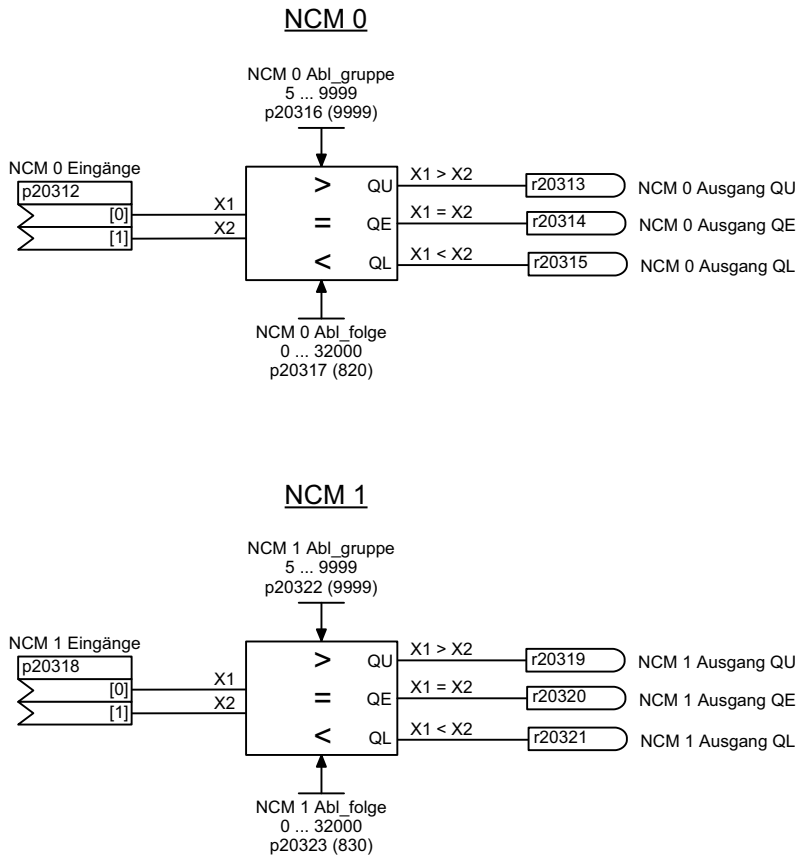 NCM 0
NCM 0 Abl_gruppe
5 ... 9999
p20316 (9999)
NCM 0 Eingänge
p20312
[0]
[1]
X1
X2
>
=
<
QU
QE
QL
X1 > X2
X1 = X2
X1 < X2
r20313
r20314
r20315
NCM 0 Ausgang QU
NCM 0 Ausgang QE
NCM 0 Ausgang QL
NCM 0 Abl_folge
0 ... 32000
p20317 (820)
NCM 1
NCM 1 Abl_gruppe
5 ... 9999
p20322 (9999)
NCM 1 Eingänge
p20318
[0]
[1]
X1
X2
>
=
<
QU
QE
QL
X1 > X2
X1 = X2
X1 < X2
r20319
r20320
r20321
NCM 1 Ausgang QU
NCM 1 Ausgang QE
NCM 1 Ausgang QL
NCM 1 Abl_folge
0 ... 32000
p20323 (830)